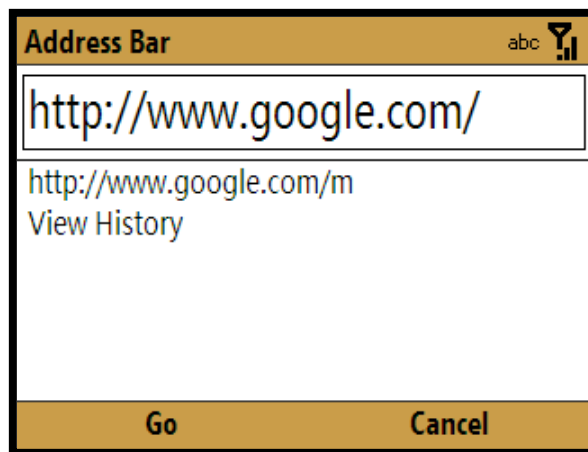 Address Bar abc
http://www.google.com/
http://www.google.com/m
View History
Go Cancel